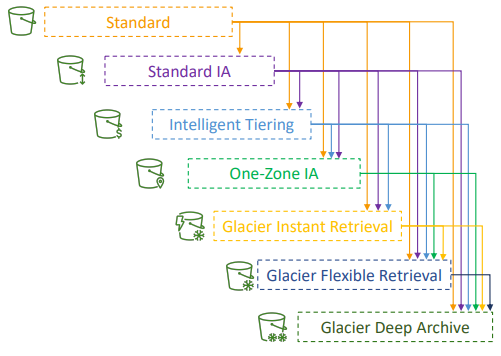 Standard
Standard IA
Intelligent Tiering
One-Zone IA
Glacier Instant Retrieval
Glacier Flexible Retrieval
Glacier Deep Archive